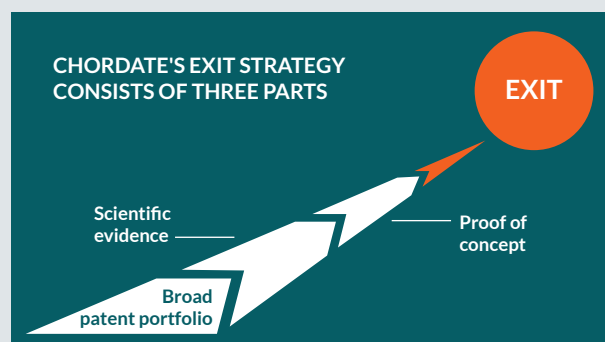 CHORDATE'S EXIT STRATEGY
CONSISTS OF THREE PARTS
EXIT
Scientific
evidence
Proof of
concept
Broad
patent portfolio